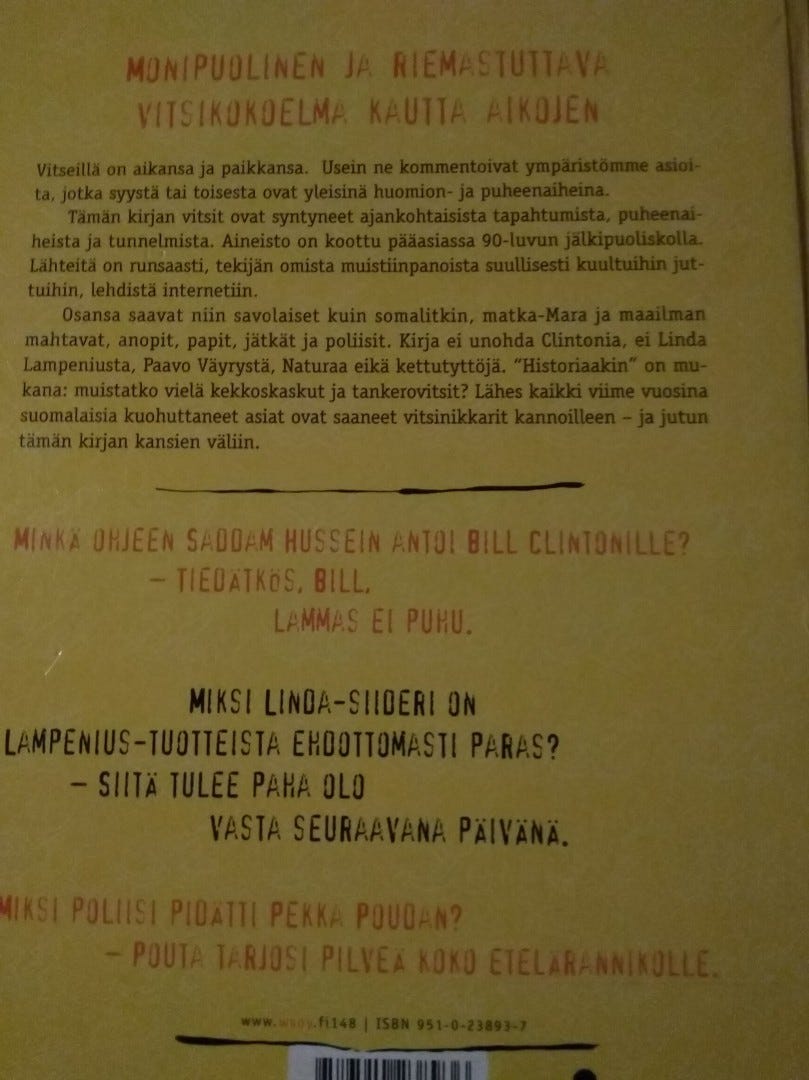 MONIPUOLINEN JA RIEMASTUTTAVA
VITSIKOKOELMA KAUTTA AIKOJEN
Vitseillä on aikansa ja paikkansa. Usein ne kommentoivat ympäristömme asioi-
ta, jotka syystä tai toisesta ovat yleisinä huomion- ja puheenaiheina.
Tämän kirjan vitsit ovat syntyneet ajankohtaisista tapahtumista, puheenai-
heista ja tunnelmista. Aineisto on koottu pääasiassa 90-luvun jälkipuoliskolla.
Lähteitä on runsaasti, tekijän omista muistiinpanoista suullisesti kuultuihin jut-
tuihin, lehdistä internetiin.
Osansa saavat niin savolaiset kuin somalitkin, matka-Mara ja maailman
mahtavat, anopit, papit, jätkät ja poliisit. Kirja ei unohda Clintonia, ei Linda
Lampeniusta, Paavo Väyrystä, Naturaa eikä kettutyttöjä. "Historiaakin" on mu-
kana: muistatko vielä kekkoskaskut ja tankerovitsit? Lähes kaikki viime vuosina
suomalaisia kuohuttaneet asiat ovat saaneet vitsinikkarit kannoilleen – ja jutun
tämän kirjan kansien väliin.
MINKÄ OHJEEN SADDAM HUSSEIN ANTOI BILL CLINTONILLE?
– TIEDÄTKÖS, BILL,
LAMMAS EI PUHU.
MIKSI LINDA-SIIDERI ON
LAMPENIUS-TUOTTEISTA EHDOTTOMASTI PARAS?
– SIITÄ TULEE PAHA OLO
VASTA SEURAAVANA PÄIVÄNÄ.
MIKSI POLIISI PIDÄTTI PEKKA POUDAN?
– POUTA TARJOSI PILVEÄ KOKO ETELÄRANNIKOLLE.
www.wsoy.fi148 | ISBN 951-0-23893-7